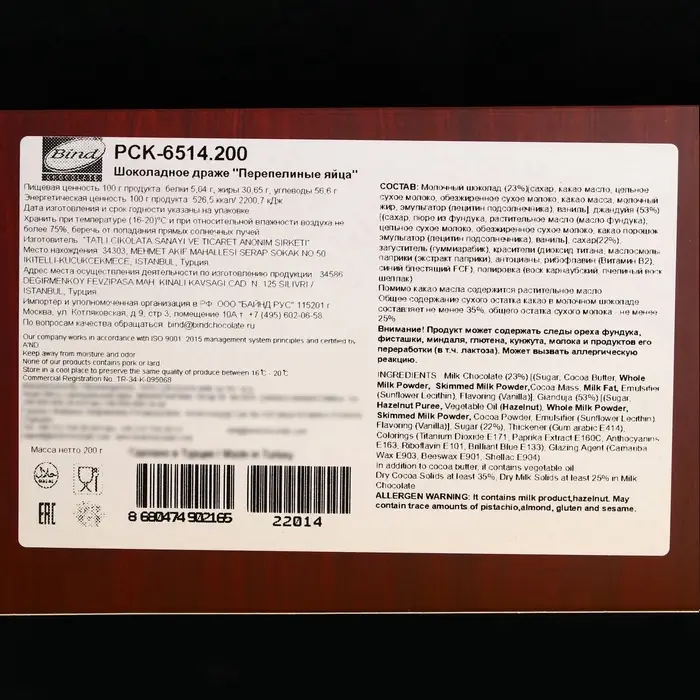 Bind
CHOCOLATE
PCK-6514.200
Шоколадное драже "Перепелиные яйца"
Пищевая ценность 100 г продукта: белки 5,04 г, жиры 30,65 г, углеводы 56,6 г
Энергетическая ценность 100 г продукта: 526,5 ккал/ 2200,7 кДж
Дата изготовления и срок годности указаны на упаковке
Хранить при температуре (16-20)°С и при относительной влажности воздуха не
более 75%, беречь от попадания прямых солнечных лучей
Изготовитель "TATLI CIKOLATA SANAYI VE TICARET ANONIM SIRKETI"
Место нахождения 34303, MEHMET AKIF MAHALLESI SERAP SOKAK NO 50
IKITELLI-KUCUKCEKMECE, ISTANBUL, Турция
Адрес места осуществления деятельности по изготовлению продукции 34586
DEGIRMENKOY FEVZIPASA MAH. KINALI KAVSAGI CAD. N. 125 SILIVRI /
ISTANBUL, Турция
Импортер и уполномоченная организация в РФ: ООО "БАЙНД РУС" 115201 г
Москва, ул. Котляковская, д.9, стр 3, помещение 10А, 1 этаж, т.+7 (495) 602-06-58
По вопросам качества обращаться bind@bindchocolate.ru
Our company works in accordance with ISO 9001 2015 management system principles and certified by
A'ND
Keep away from moisture and odor
None of our products contain pork or lard
Store in a cool place to preserve the same quality of produce between 16℃ - 20℃
Commercial Registration No: TR-34-K-095068
Масса нетто 200 г
Сделано в Турции / Made in Turkey
HALAL
EAC
8 680474 902165
22014
СОСТАВ: Молочный шоколад (23%)[сахар, какао масло, цельное
сухое молоко, обезжиренное сухое молоко, какао масса, молочный
жир, эмульгатор (лецитин подсолнечника), ваниль], джандуйя (53%)
[(сахар, пюре из фундука, растительное масло (масло фундука),
цельное сухое молоко, обезжиренное сухое молоко, какао порошок
эмульгатор (лецитин подсолнечника), ваниль], сахар(22%),
загуститель (гуммиарабик), красители (диоксид титана, маслосмоль
паприки (экстракт паприки), антоцианы, рибофлавин (Витамин В2),
синий блестящий FCF), полировка (воск карнаубский, пчелиный воск
шеллак)
Помимо какао масла содержится растительное масло
Общее содержание сухого остатка какао в молочном шоколаде
составляет не менее 35%, общего сухого остатка молока - не менее
25%
Внимание! Продукт может содержать следы ореха фундука,
фисташки, миндаля, глютена, кунжута, молока и продуктов его
переработки (в т.ч. лактоза). Может вызвать аллергическую
реакцию.
INGREDIENTS Milk Chocolate (23%) [(Sugar, Cocoa Butter, Whole
Milk Powder, Skimmed Milk Powder, Cocoa Mass, Milk Fat, Emulsifier
(Sunflower Lecithin), Flavoring (Vanilla)], Gianduja (53%) [(Sugar,
Hazelnut Puree, Vegetable Oil (Hazelnut), Whole Milk Powder,
Skimmed Milk Powder, Cocoa Powder, Emulsifier (Sunflower Lecithin)
Flavoring (Vanilla)], Sugar (22%), Thickener (Gum arabic E414),
Colorings (Titanium Dioxide E171, Paprika Extract E160C, Anthocyanins
E163, Riboflavin E101, Brilliant Blue E133), Glazing Agent (Carnauba
Wax E903, Beeswax E901, Shellac E904)
In addition to cocoa butter, it contains vegetable oil
Dry Cocoa Solids at least 35%, Dry Milk Solids at least 25% in Milk
Chocolate
ALLERGEN WARNING: It contains milk product,hazelnut. May
contain trace amounts of pistachio,almond, gluten and sesame.